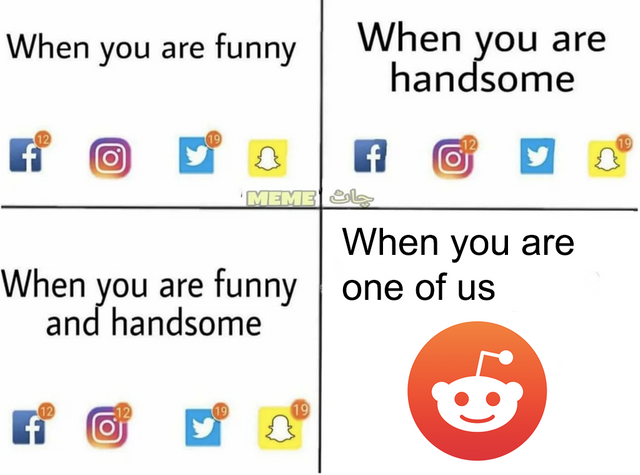 When you are funny
12
19
When you are
handsome
12
19
MEME چاٹ
When you are funny
and handsome
12
12
19
19
When you are
one of us